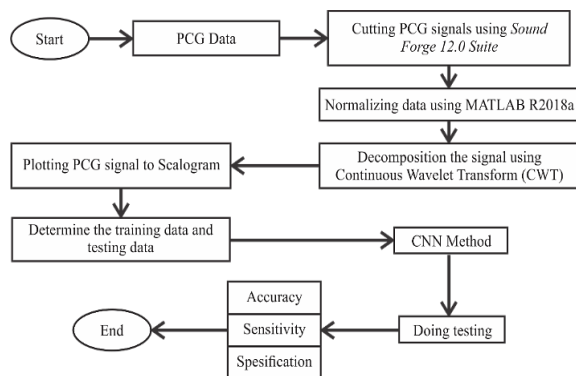 Start
PCG Data
Cutting PCG signals using Sound
Forge 12.0 Suite
Normalizing data using MATLAB R2018a
Decomposition the signal using
Continuous Wavelet Transform (CWT)
Plotting PCG signal to Scalogram
Determine the training data and
testing data
CNN Method
Doing testing
Accuracy
Sensitivity
Spesification
End